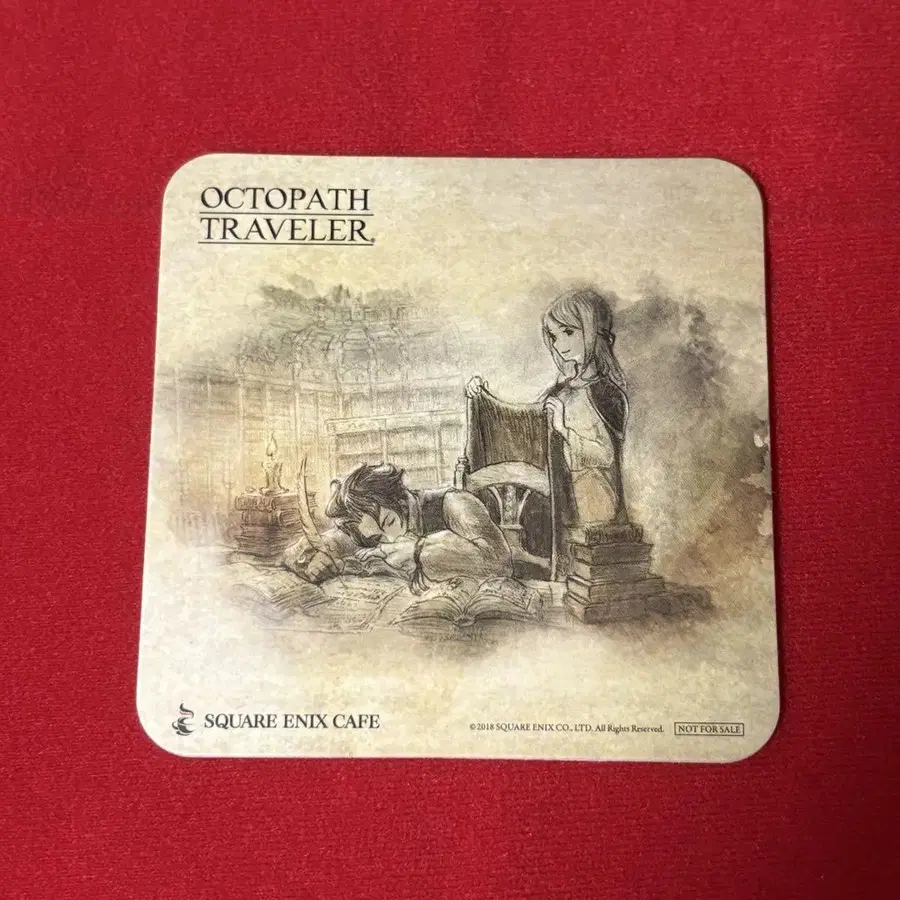 OCTOPATH
TRAVELER®
SQUARE ENIX CAFE
©2018 SQUARE ENIX CO., LTD. All Rights Reserved.
NOT FOR SALE